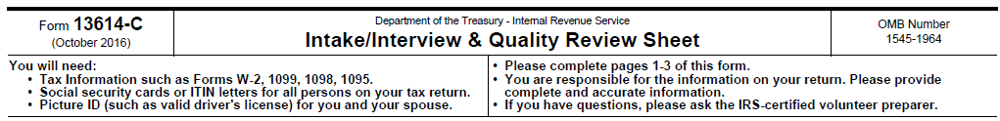 Form 13614-C
(October 2016)
Department of the Treasury - Internal Revenue Service
Intake/Interview & Quality Review Sheet
OMB Number
1545-1964
You will need:
• Tax Information such as Forms W-2, 1099, 1098, 1095.
• Social security cards or ITIN letters for all persons on your tax return.
• Picture ID (such as valid driver's license) for you and your spouse.
• Please complete pages 1-3 of this form.
• You are responsible for the information on your return. Please provide
complete and accurate information.
• If you have questions, please ask the IRS-certified volunteer preparer.